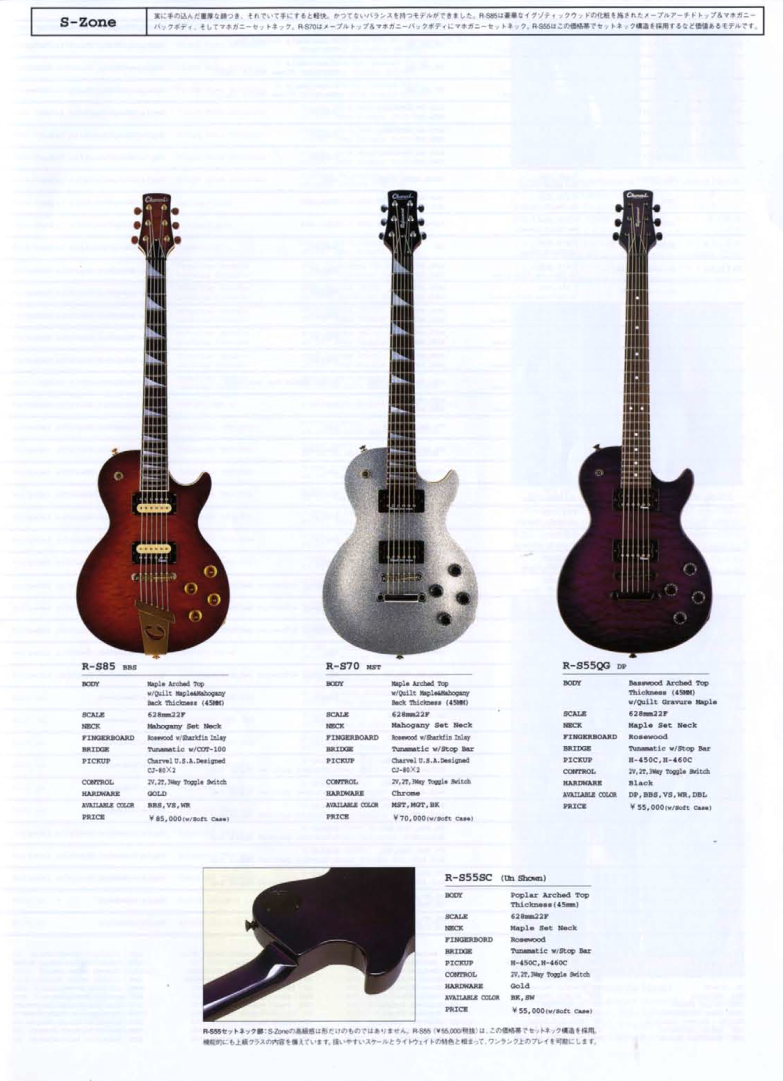 S-Zone
実に手の込んだ重厚な顔つき、それでいて手にすると軽快。かつてないバランスを持つモデルができました。R-S85は豪華なイグゾティックウッドの化粧を施されたメープルアーチドトップ&マホガニー
バックボディ、そしてマホガニーセットネック。R-S70はメープルトップ&マホガニーバックボディにマホガニーセットネック。R-S55はこの価格帯でセットネック構造を採用するなど価値あるモデルです。
Charvel
Charvel
Charvel
R-S85 BBS
BODY Maple Arched Top
w/Quilt Maple&Mahogany
Back Thickness (45MM)
SCALE 628mm22F
NECK Mahogany Set Neck
FINGERBOARD Rosewood w/Sharkfin Inlay
BRIDGE Tunamatic w/COT-100
PICKUP Charvel U.S.A.Designed
CJ-80×2
CONTROL 2V,2T,3Way Toggle Switch
HARDWARE GOLD
AVAILABLE COLOR BBS,VS,WR
PRICE ¥85,000(w/Soft Case)
R-S70 MST
BODY Maple Arched Top
w/Quilt Maple&Mahogany
Back Thickness (45MM)
SCALE 628mm22F
NECK Mahogany Set Neck
FINGERBOARD Rosewood w/Sharkfin Inlay
BRIDGE Tunamatic w/Stop Bar
PICKUP Charvel U.S.A.Designed
CJ-80×2
CONTROL 2V,2T,3Way Toggle Switch
HARDWARE Chrome
AVAILABLE COLOR MST,MGT,BK
PRICE ¥70,000(w/Soft Case)
R-S55QG DP
BODY Basswood Arched Top
Thickness (45MM)
w/Quilt Gravure Maple
SCALE 628mm22F
NECK Maple Set Neck
FINGERBOARD Rosewood
BRIDGE Tunamatic w/Stop Bar
PICKUP H-450C,H-460C
CONTROL 2V,2T,3Way Toggle Switch
HARDWARE Black
AVAILABLE COLOR DP,BBS,VS,WR,DBL
PRICE ¥55,000(w/Soft Case)
R-S55SC (Un Shown)
BODY Poplar Arched Top
Thickness(45mm)
SCALE 628mm22F
NECK Maple Set Neck
FINGERBORD Rosewood
BRIDGE Tunamatic w/Stop Bar
PICKUP H-450C,H-460C
CONTROL 2V,2T,3Way Toggle Switch
HARDWARE Gold
AVAILABLE COLOR BK,SW
PRICE ¥55,000(w/Soft Case)
R-S55セットネック部:S-Zoneの高級感は形だけのものではありません。R-S55(¥55,000/税抜)は、この価格帯でセットネック構造を採用。
機能的にも上級クラスの内容を備えています。扱いやすいスケールとライトウェイトの特色と相まって、ワンランク上のプレイを可能にします。